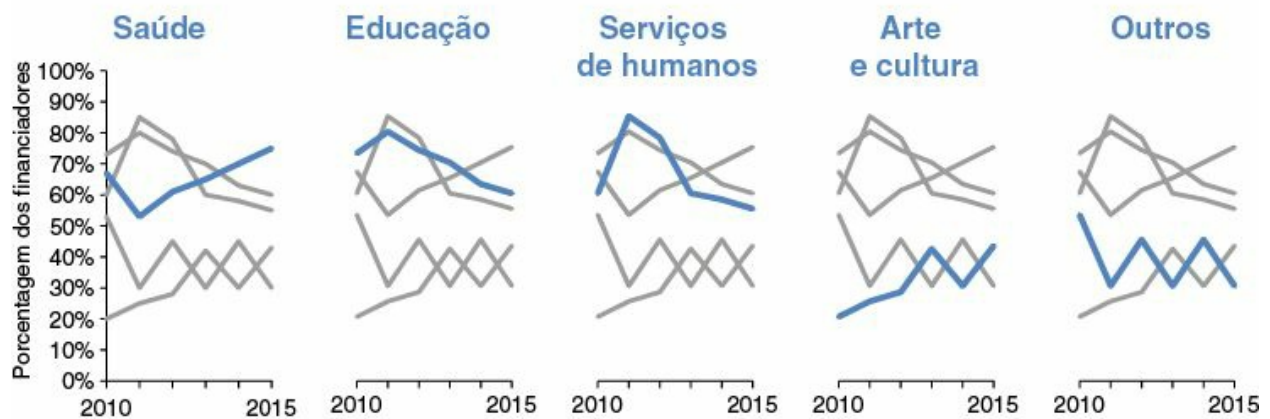 Saúde
Educação
Serviços
de humanos
Arte
e cultura
Outros
Porcentagem dos financiadores
100%
90%
80%
70%
60%
50%
40%
30%
20%
10%
0%
2010 2015
2010 2015
2010 2015
2010 2015
2010 2015